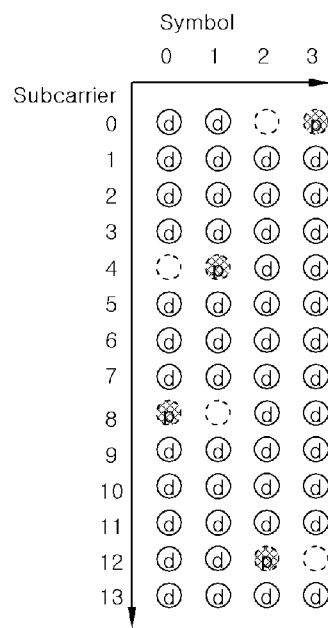 Symbol
0 1 2 3
Subcarrier
0 d d p
1 d d d d
2 d d d d
3 d d d d
4 p d d
5 d d d d
6 d d d d
7 d d d d
8 p d d
9 d d d d
10 d d d d
11 d d d d
12 d d p
13 d d d d